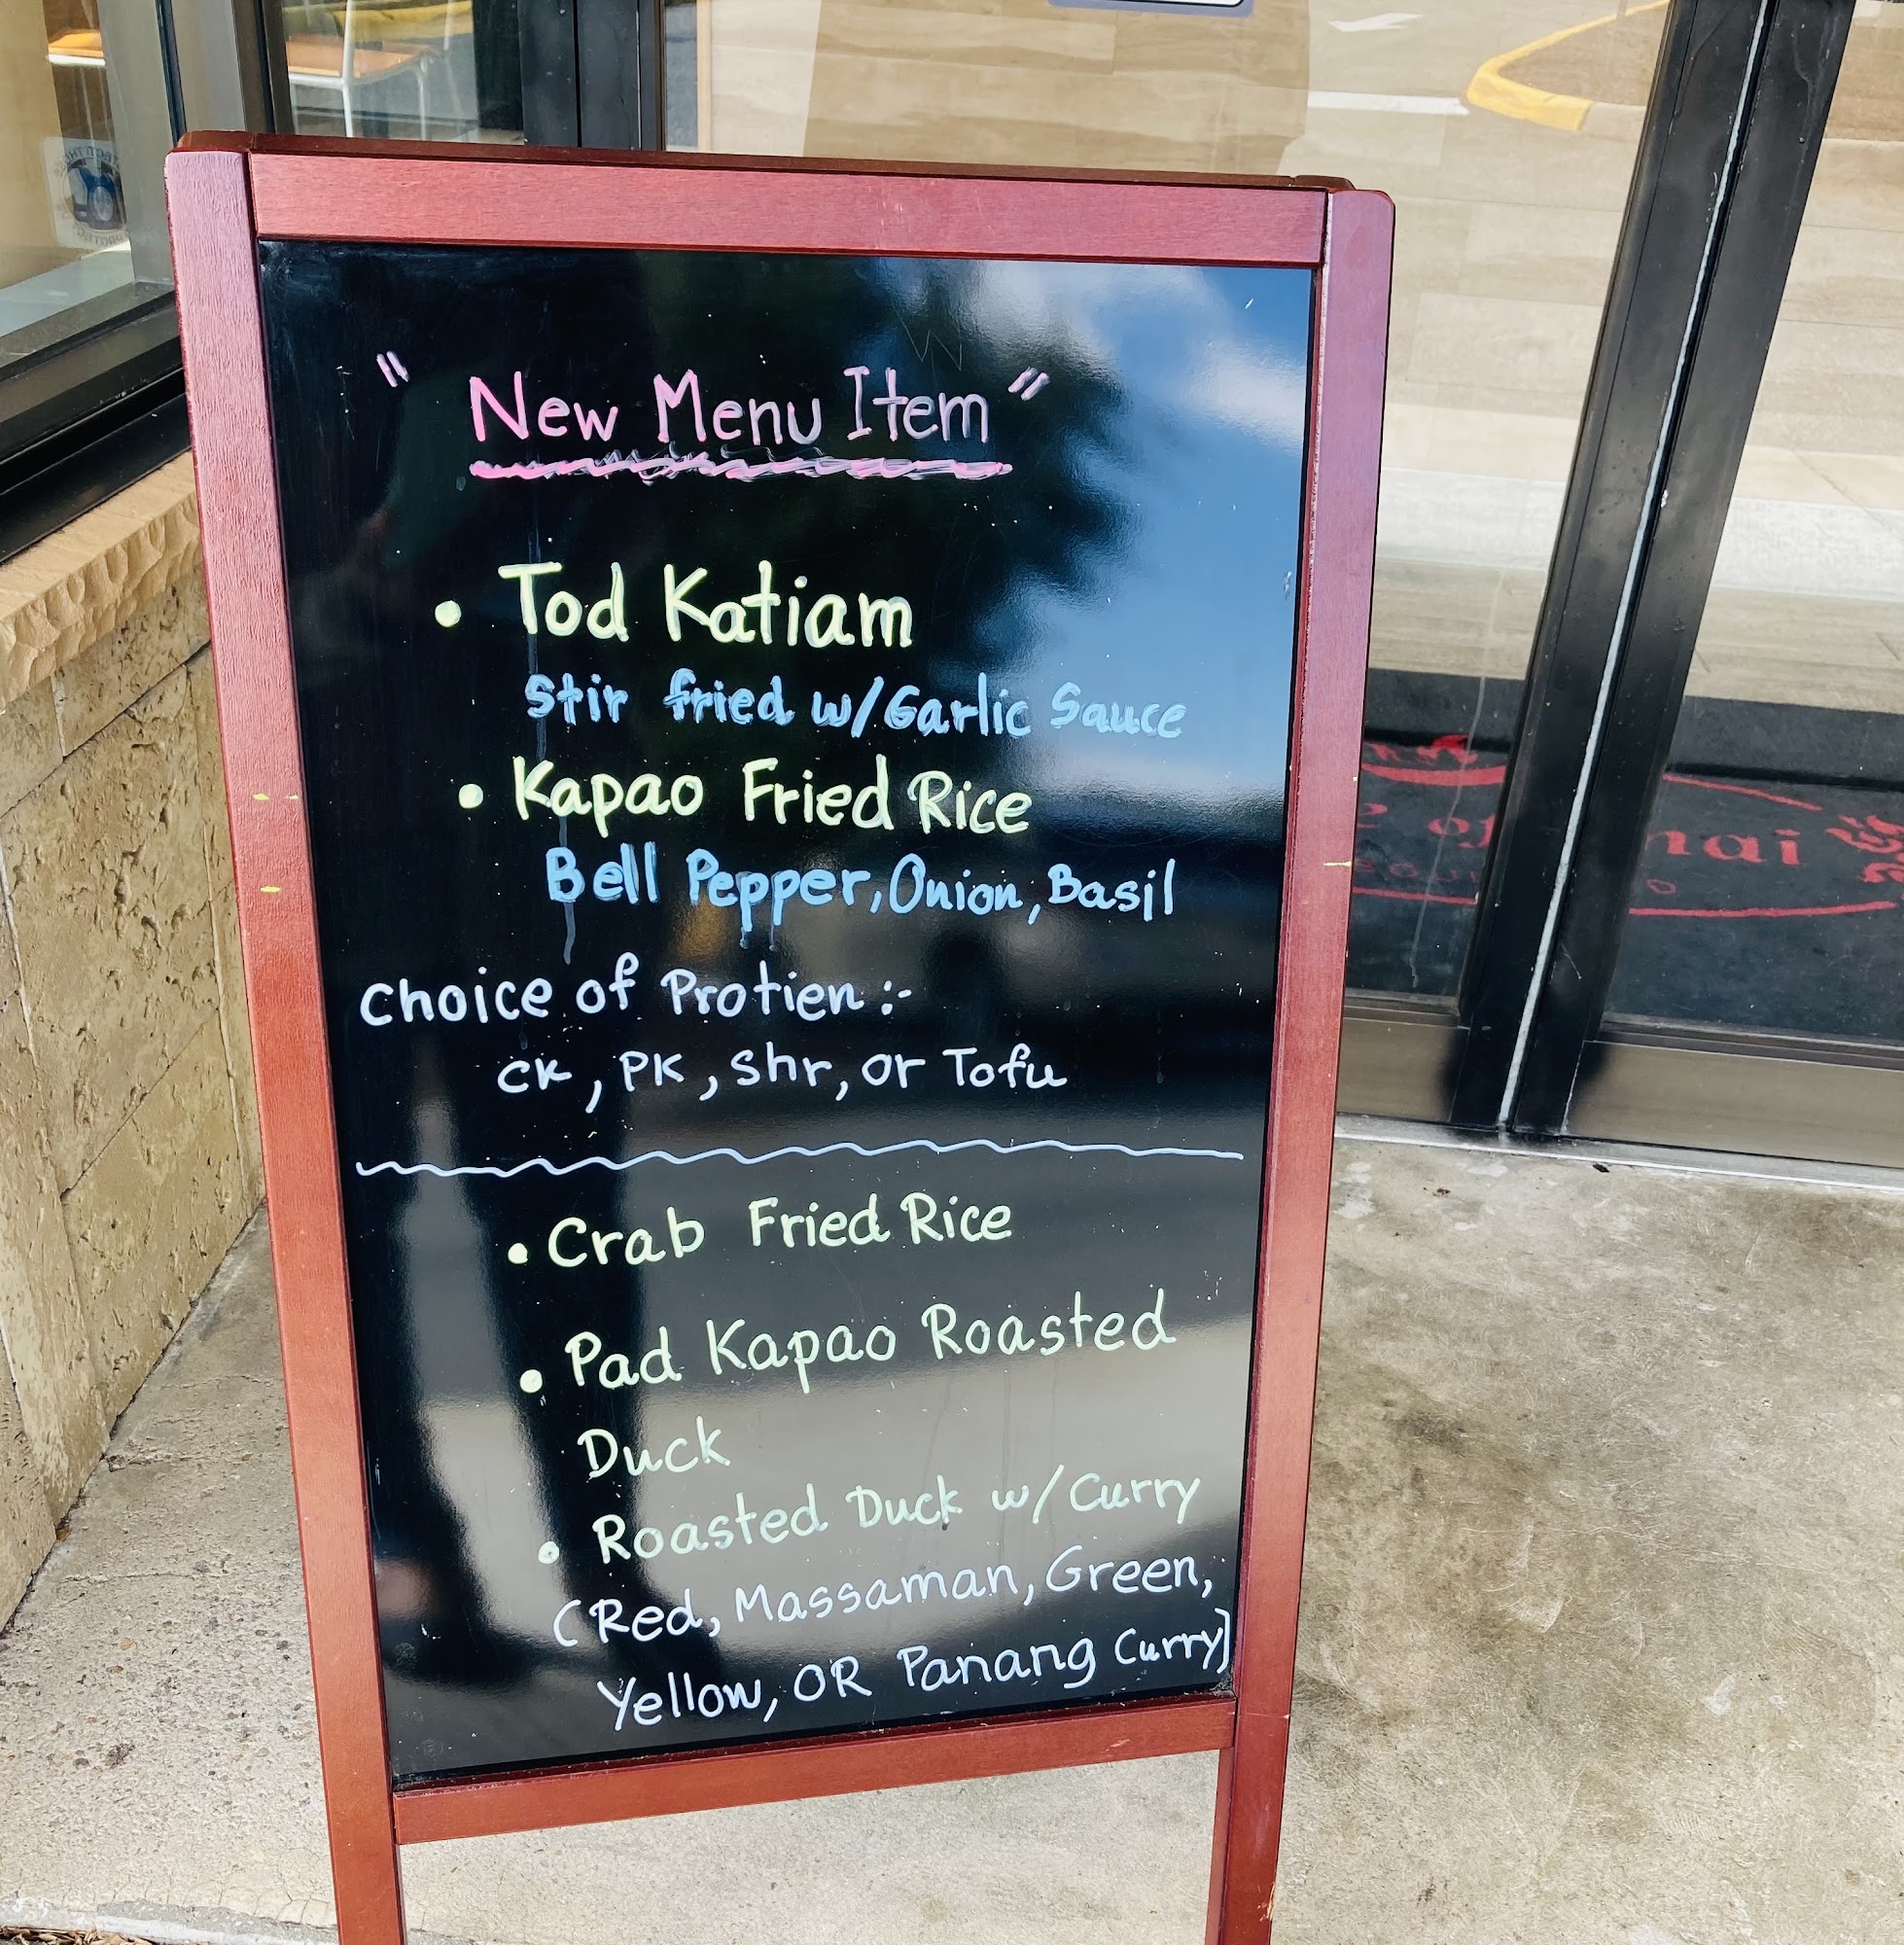 "New Menu Item"
• Tod Katiam
Stir fried w/Garlic Sauce
• Kapao Fried Rice
Bell Pepper, Onion, Basil
Choice of Protien :-
CK, PK, Shr, or Tofu
• Crab Fried Rice
• Pad Kapao Roasted
Duck
• Roasted Duck w/Curry
(Red, Massaman, Green,
Yellow, OR Panang Curry)
of Thai